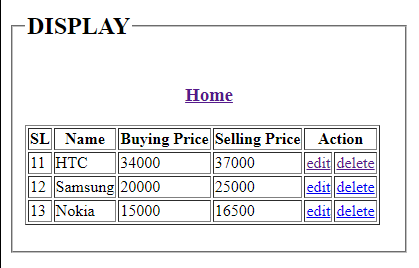 DISPLAY
Home
SL Name Buying Price Selling Price Action
11 HTC 34000 37000 edit delete
12 Samsung 20000 25000 edit delete
13 Nokia 15000 16500 edit delete